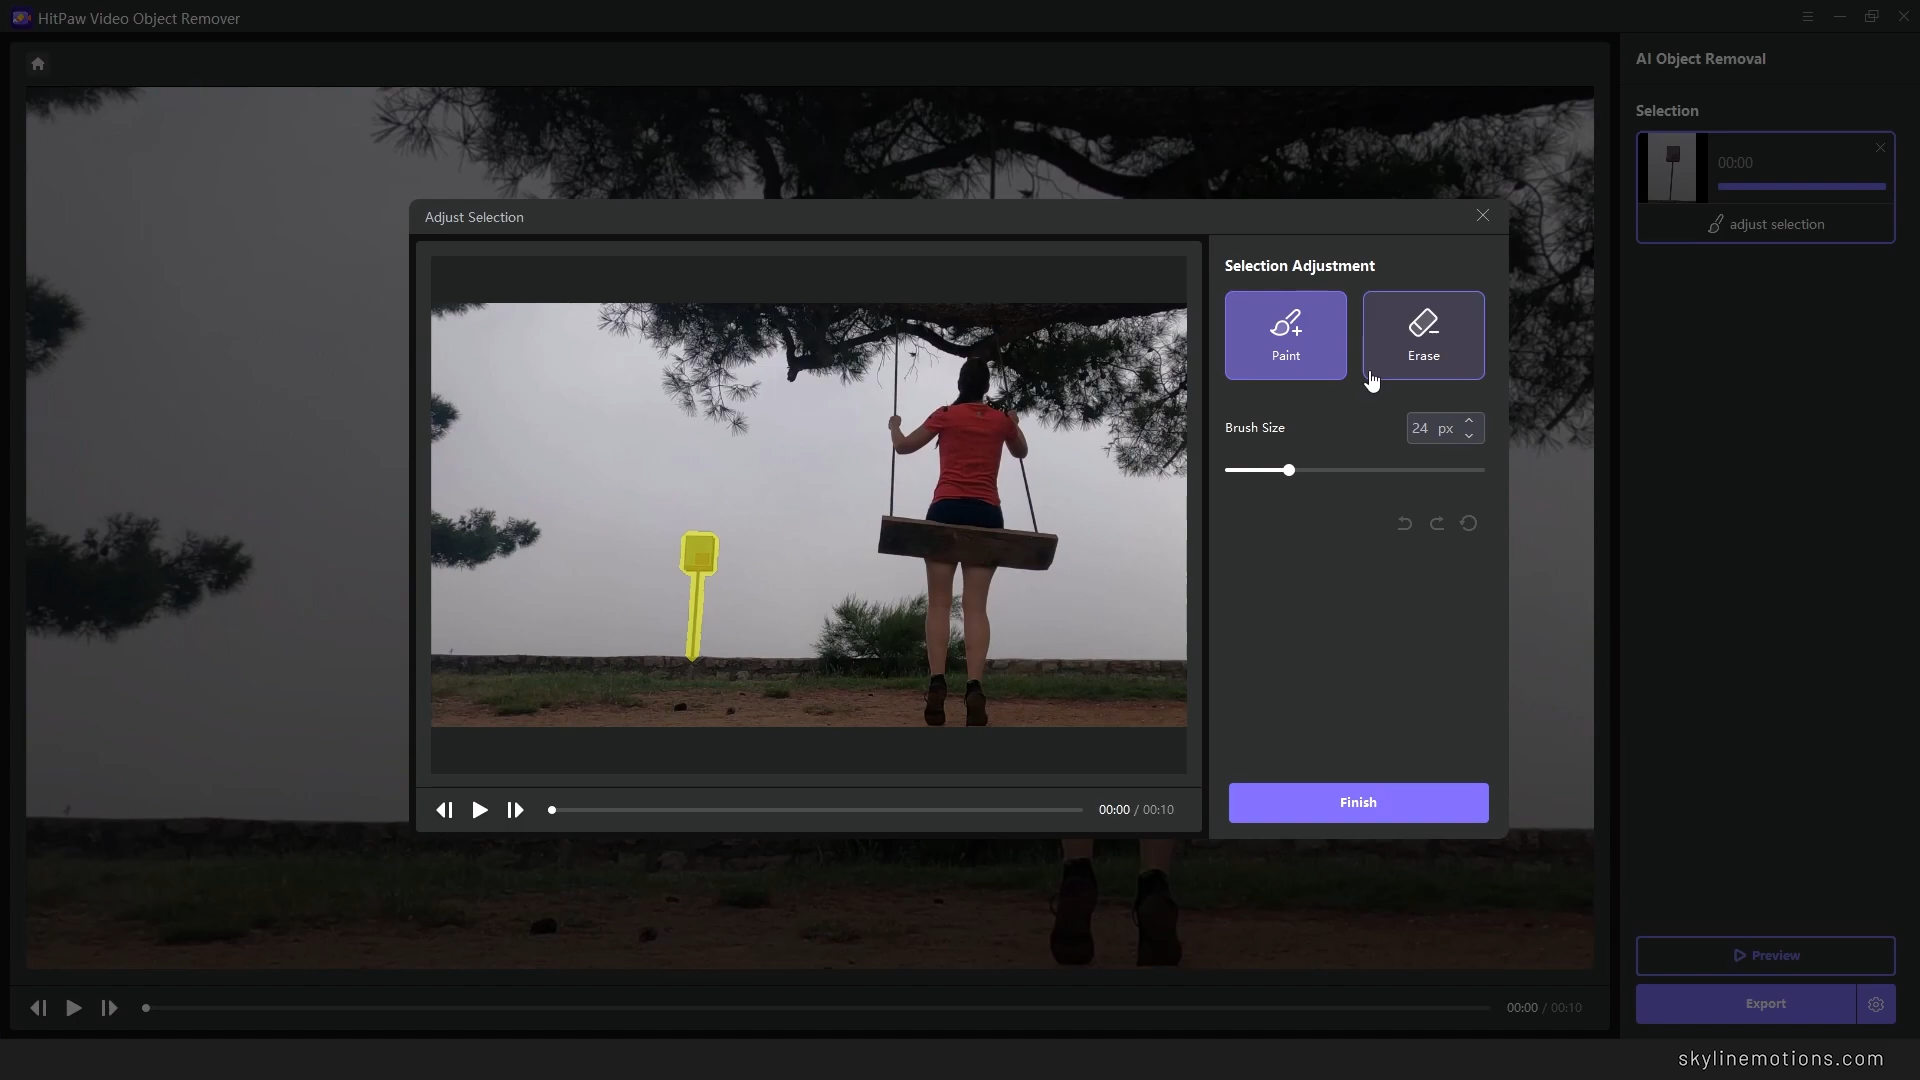 HitPaw Video Object Remover
AI Object Removal
Selection
00:00
adjust selection
Adjust Selection
Selection Adjustment
Paint
Erase
Brush Size
24 px
Finish
00:00 / 00:10
Preview
Export
00:00 / 00:10
skylinemotions.com